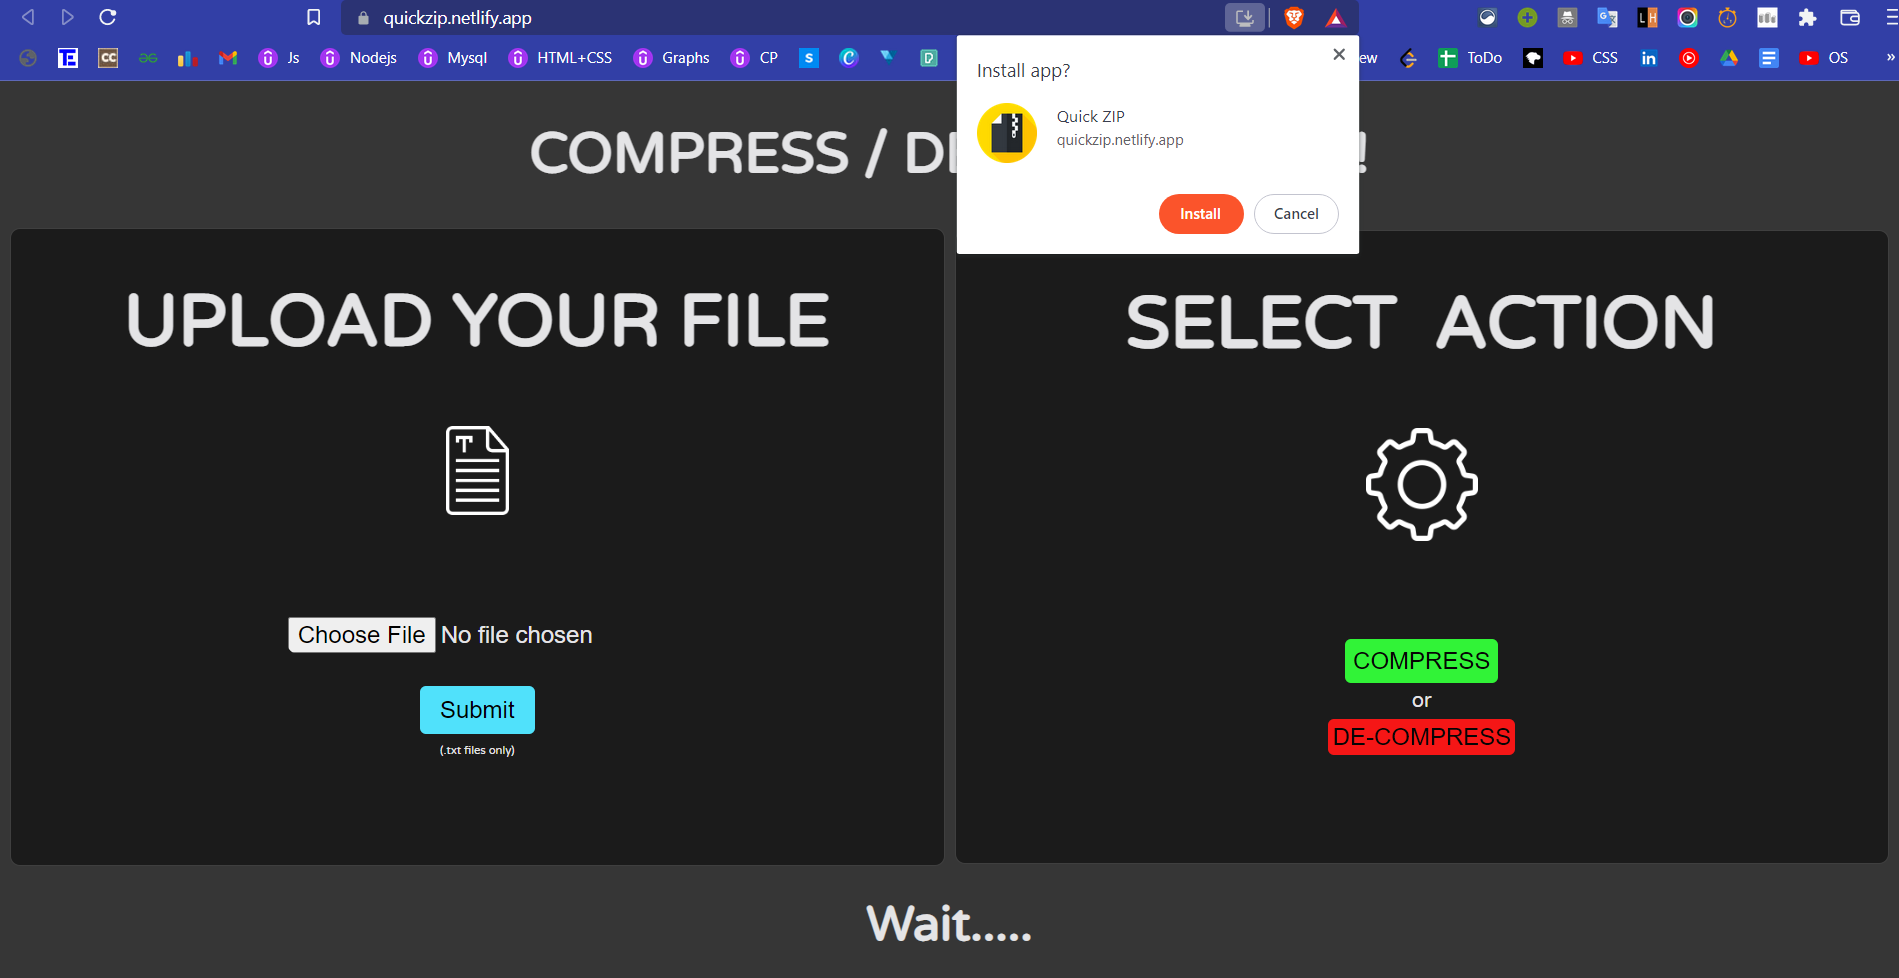 quickzip.netlify.app
CC Js Nodejs Mysql HTML+CSS Graphs CP ew ToDo CSS in OS »
Install app?
Quick ZIP
quickzip.netlify.app
Install Cancel
COMPRESS / D !
UPLOAD YOUR FILE
T
Choose File No file chosen
Submit
(.txt files only)
SELECT ACTION
COMPRESS
or
DE-COMPRESS
Wait.....